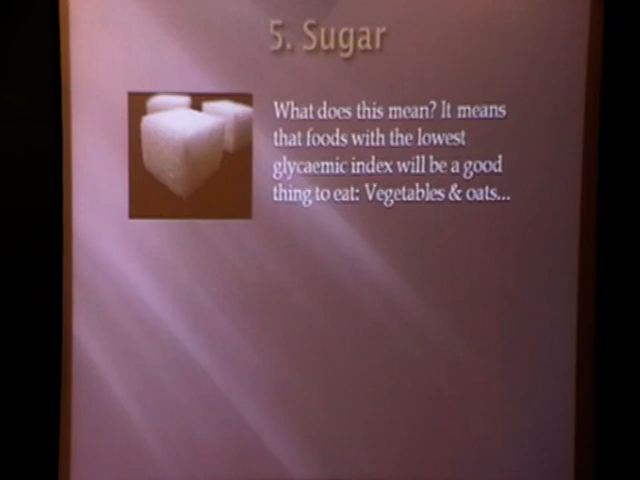 5. Sugar
What does this mean? It means
that foods with the lowest
glycaemic index will be a good
thing to eat: Vegetables & oats...